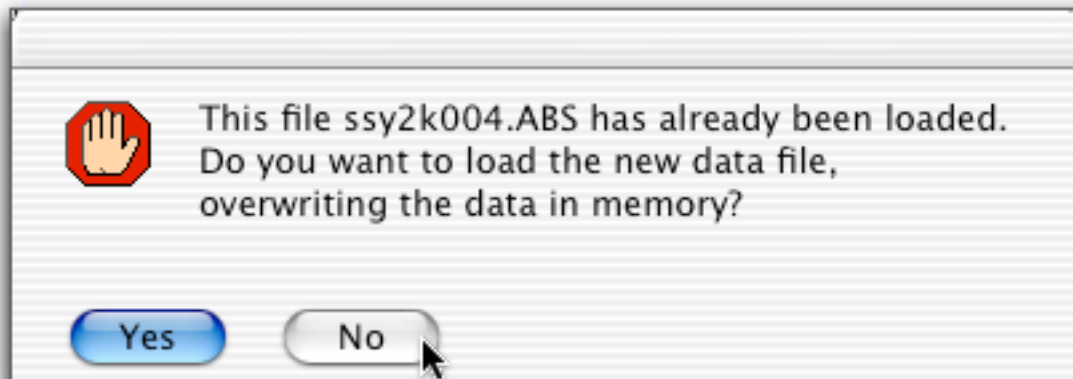 This file ssy2k004.ABS has already been loaded.
Do you want to load the new data file,
overwriting the data in memory?
Yes No